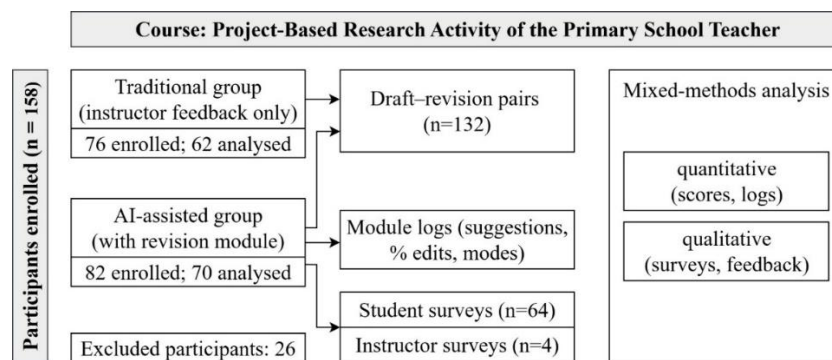 Course: Project-Based Research Activity of the Primary School Teacher
Participants enrolled (n = 158)
Traditional group
(instructor feedback only)
76 enrolled; 62 analysed
AI-assisted group
(with revision module)
82 enrolled; 70 analysed
Excluded participants: 26
Draft–revision pairs
(n=132)
Module logs (suggestions,
% edits, modes)
Student surveys (n=64)
Instructor surveys (n=4)
Mixed-methods analysis
quantitative
(scores, logs)
qualitative
(surveys, feedback)